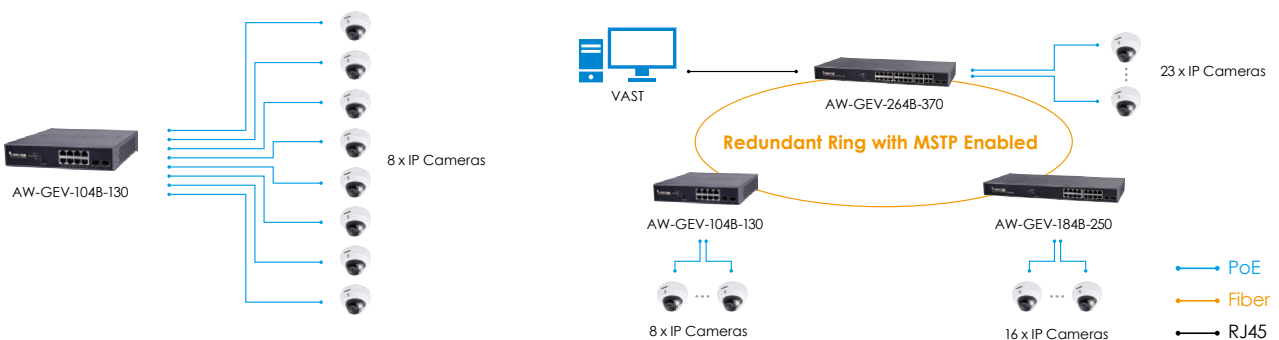 AW-GEV-104B-130
8 x IP Cameras
VAST
AW-GEV-264B-370
23 x IP Cameras
Redundant Ring with MSTP Enabled
AW-GEV-104B-130
AW-GEV-184B-250
8 x IP Cameras
16 x IP Cameras
PoE
Fiber
RJ45